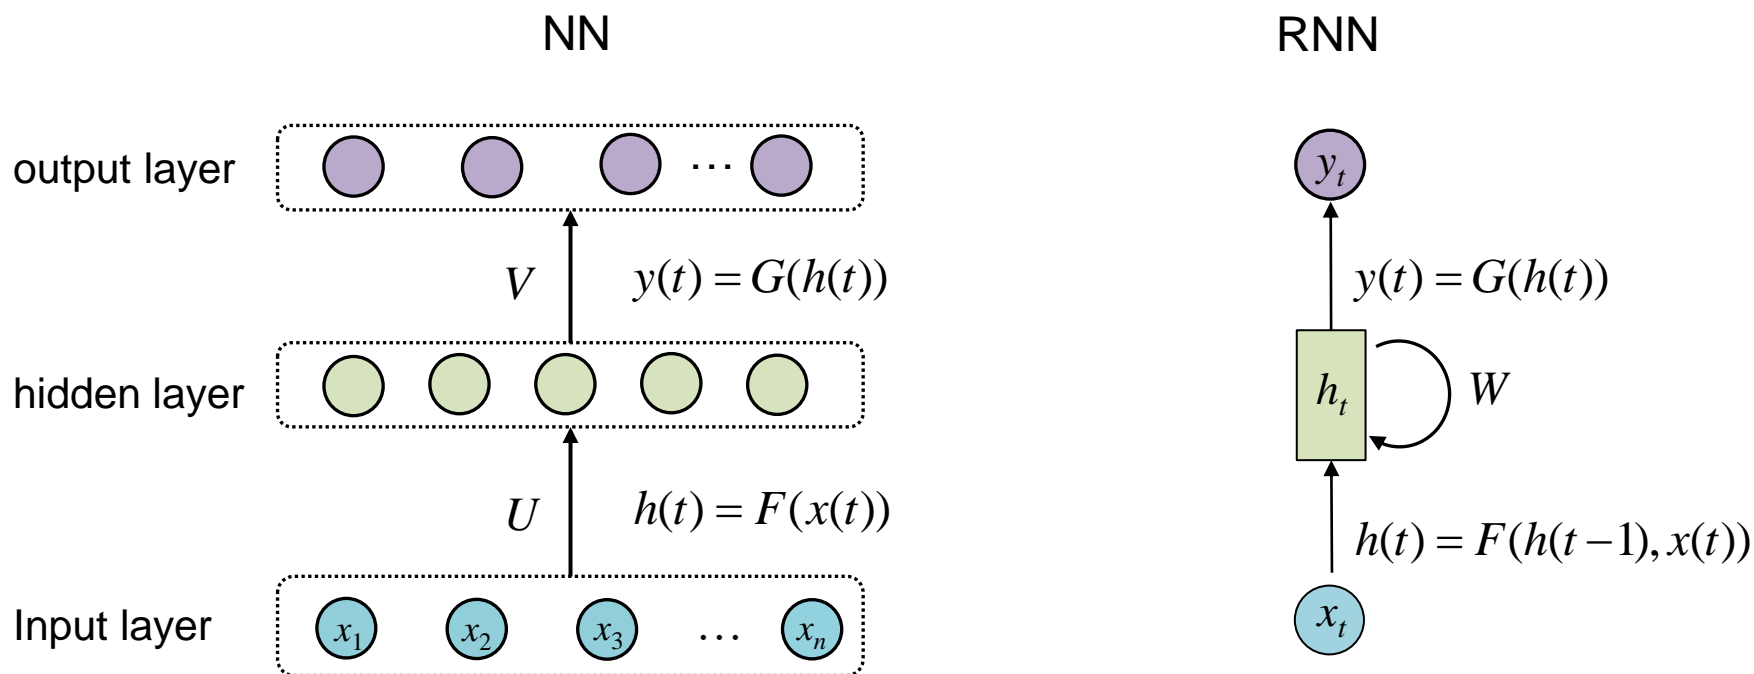 NN
RNN
output layer
...
y_t
V
y(t) = G(h(t))
y(t) = G(h(t))
hidden layer
h_t
W
U
h(t) = F(x(t))
h(t) = F(h(t-1), x(t))
Input layer
x_1 x_2 x_3 ... x_n
x_t